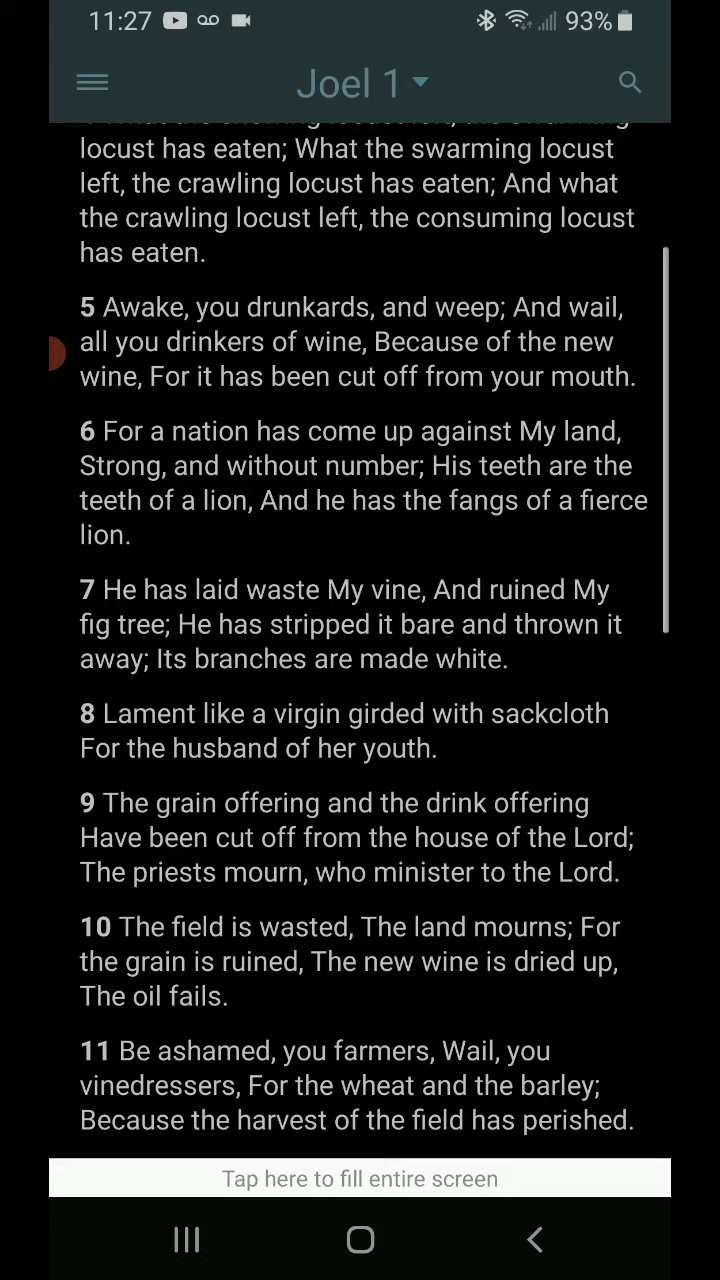 11:27 93%
Joel 1
locust has eaten; What the swarming locust
left, the crawling locust has eaten; And what
the crawling locust left, the consuming locust
has eaten.
5 Awake, you drunkards, and weep; And wail,
all you drinkers of wine, Because of the new
wine, For it has been cut off from your mouth.
6 For a nation has come up against My land,
Strong, and without number; His teeth are the
teeth of a lion, And he has the fangs of a fierce
lion.
7 He has laid waste My vine, And ruined My
fig tree; He has stripped it bare and thrown it
away; Its branches are made white.
8 Lament like a virgin girded with sackcloth
For the husband of her youth.
9 The grain offering and the drink offering
Have been cut off from the house of the Lord;
The priests mourn, who minister to the Lord.
10 The field is wasted, The land mourns; For
the grain is ruined, The new wine is dried up,
The oil fails.
11 Be ashamed, you farmers, Wail, you
vinedressers, For the wheat and the barley;
Because the harvest of the field has perished.
Tap here to fill entire screen